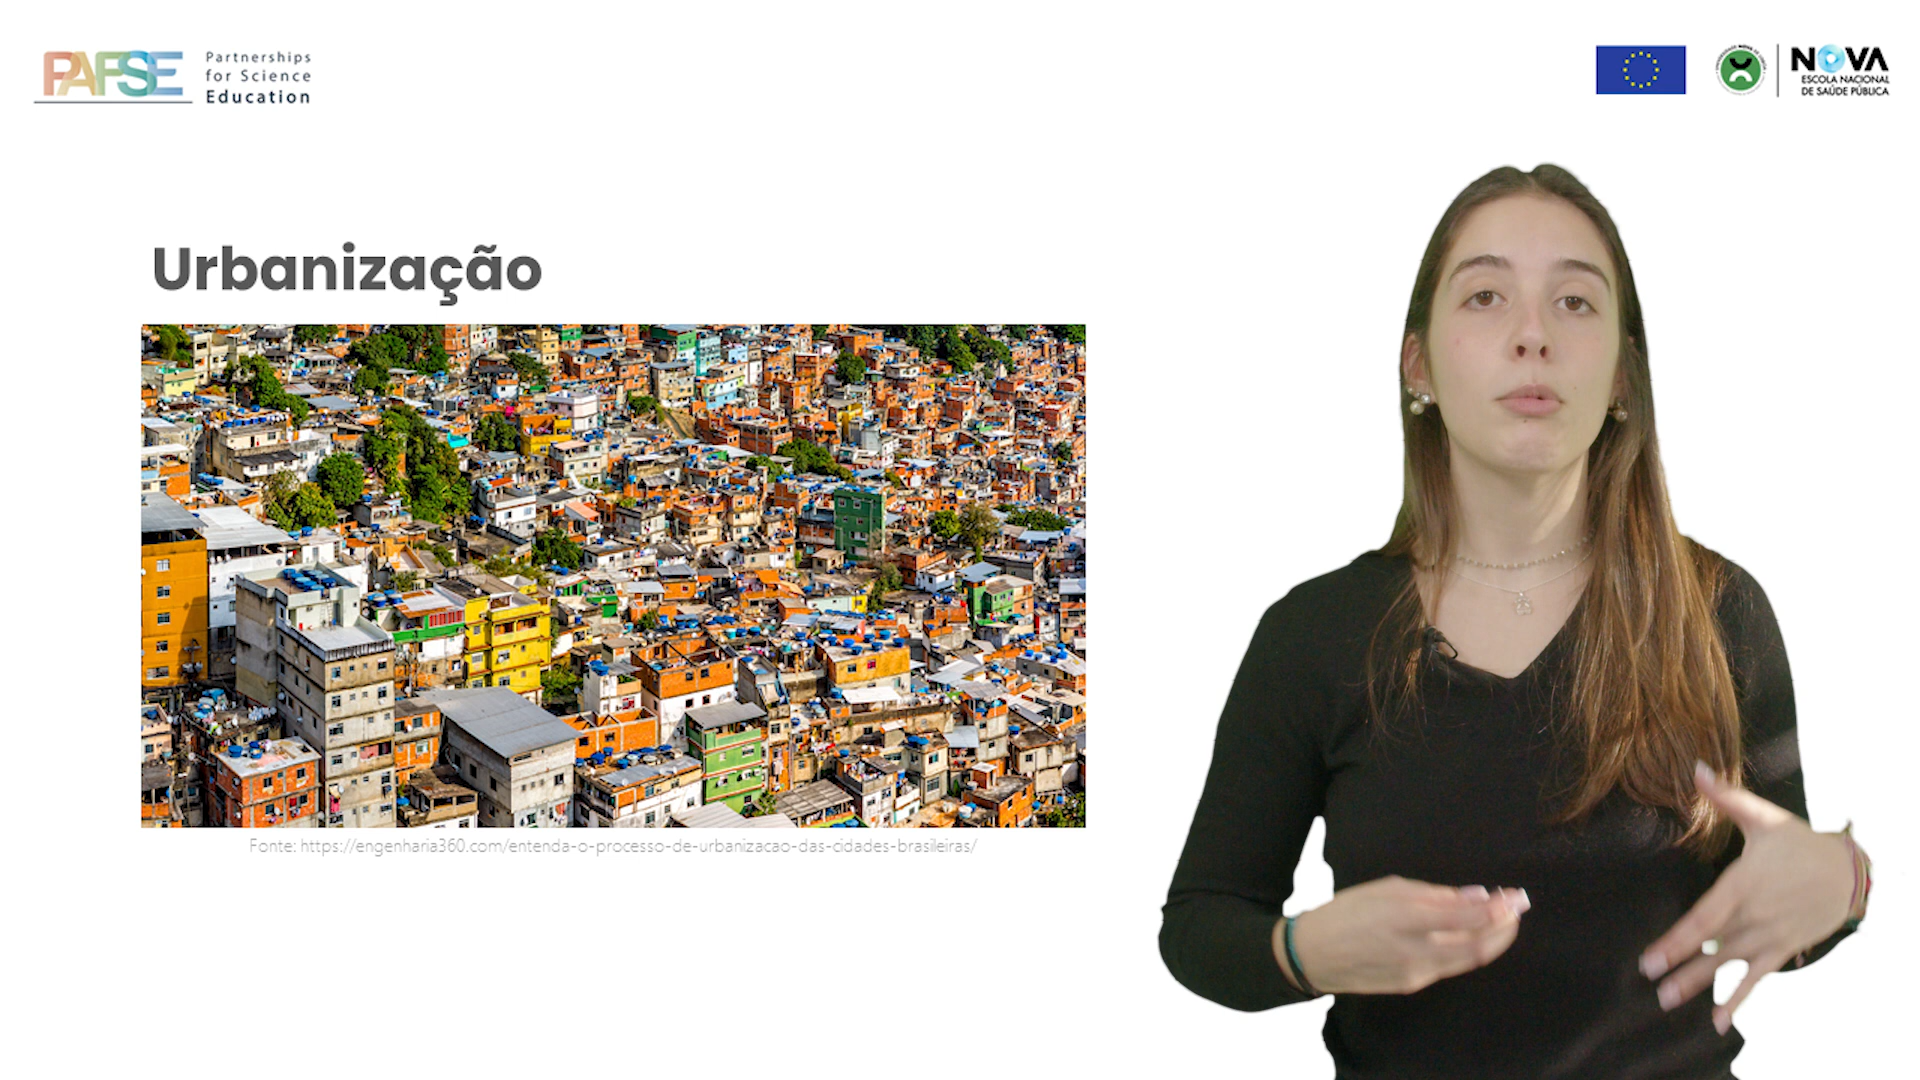 PAFSE
Partnerships
for Science
Education
NOVA
ESCOLA NACIONAL
DE SAÚDE PÚBLICA
Urbanização
Fonte: https://engenharia360.com/entenda-o-processo-de-urbanizacao-das-cidades-brasileiras/